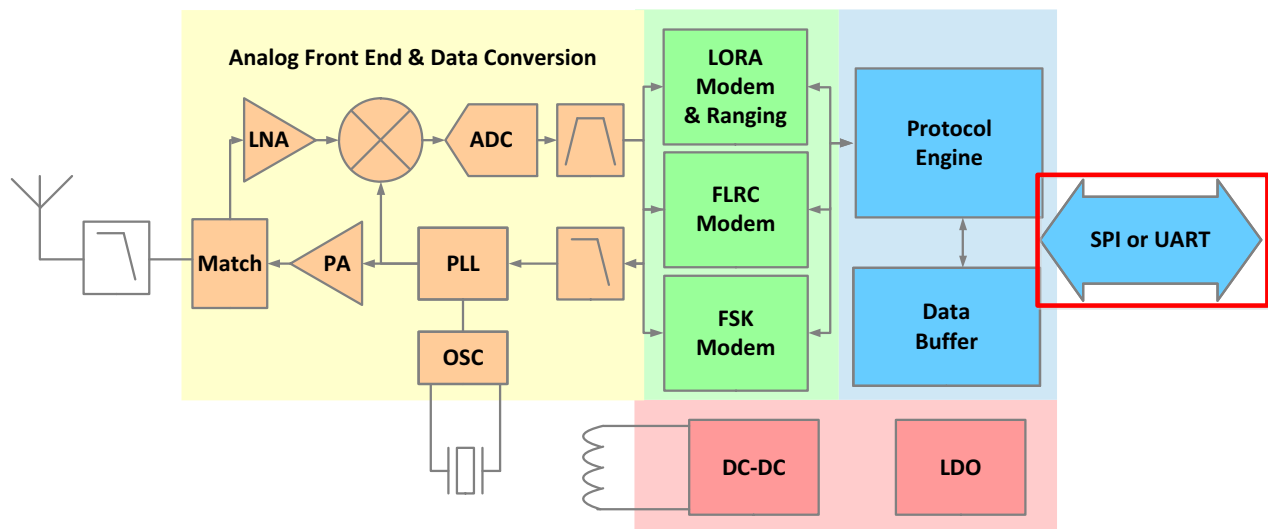 Analog Front End & Data Conversion
LORA
Modem
& Ranging
LNA
ADC
Protocol
Engine
FLRC
Modem
SPI or UART
Match
PA
PLL
FSK
Modem
Data
Buffer
OSC
DC-DC
LDO